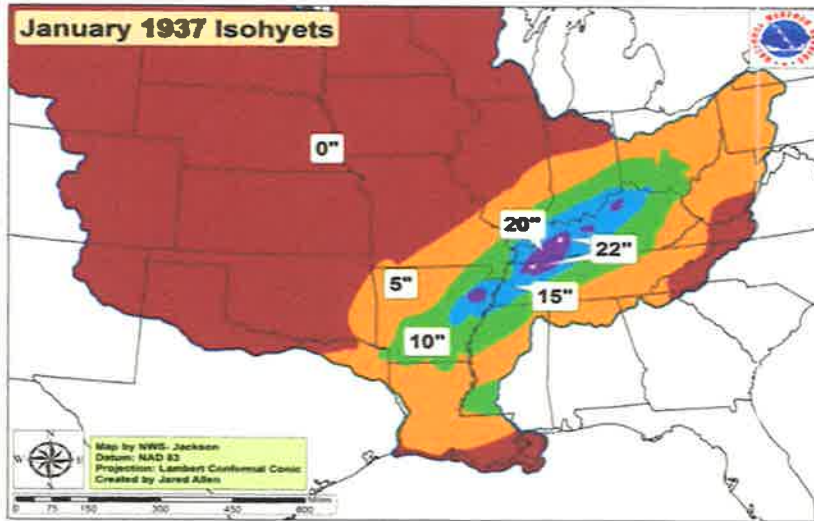 January 1937 Isohyets
0"
20"
22"
5"
15"
10"
Map by NWS- Jackson
Datum: NAD 83
Projection: Lambert Conformal Conic
Created by Jared Allen
N
W
S
Miles
0 75 150 300 450 600